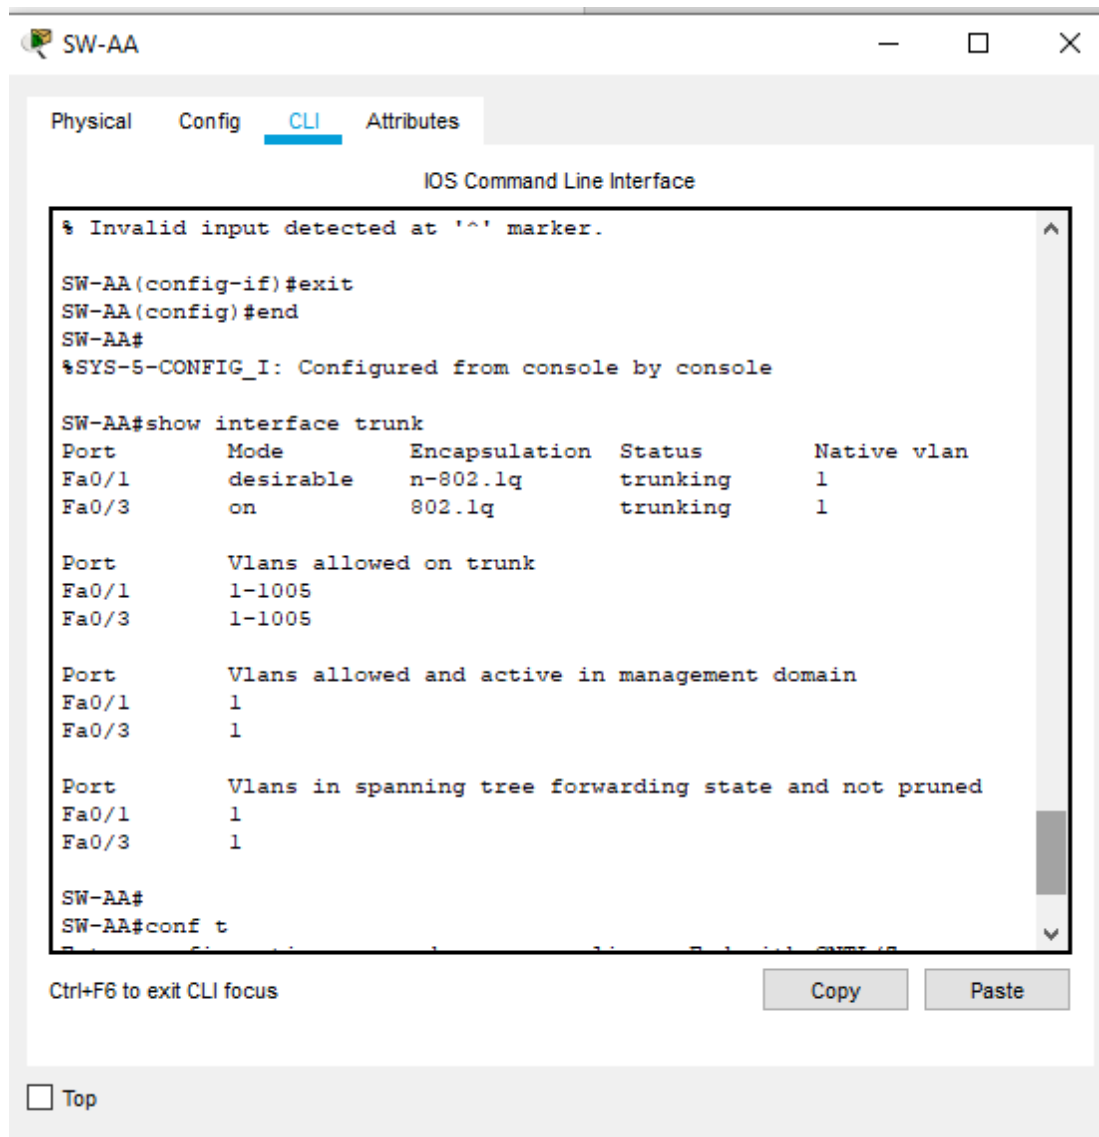 SW-AA
Physical Config CLI Attributes
IOS Command Line Interface
% Invalid input detected at '^' marker.
SW-AA(config-if)#exit
SW-AA(config)#end
SW-AA#
%SYS-5-CONFIG_I: Configured from console by console
SW-AA#show interface trunk
Port Mode Encapsulation Status Native vlan
Fa0/1 desirable n-802.1q trunking 1
Fa0/3 on 802.1q trunking 1
Port Vlans allowed on trunk
Fa0/1 1-1005
Fa0/3 1-1005
Port Vlans allowed and active in management domain
Fa0/1 1
Fa0/3 1
Port Vlans in spanning tree forwarding state and not pruned
Fa0/1 1
Fa0/3 1
SW-AA#
SW-AA#conf t
Ctrl+F6 to exit CLI focus
Copy Paste
Top